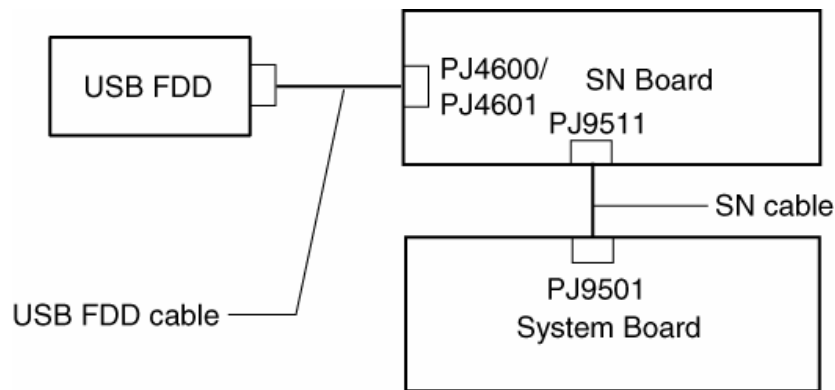 USB FDD
PJ4600/
PJ4601
SN Board
PJ9511
SN cable
PJ9501
System Board
USB FDD cable